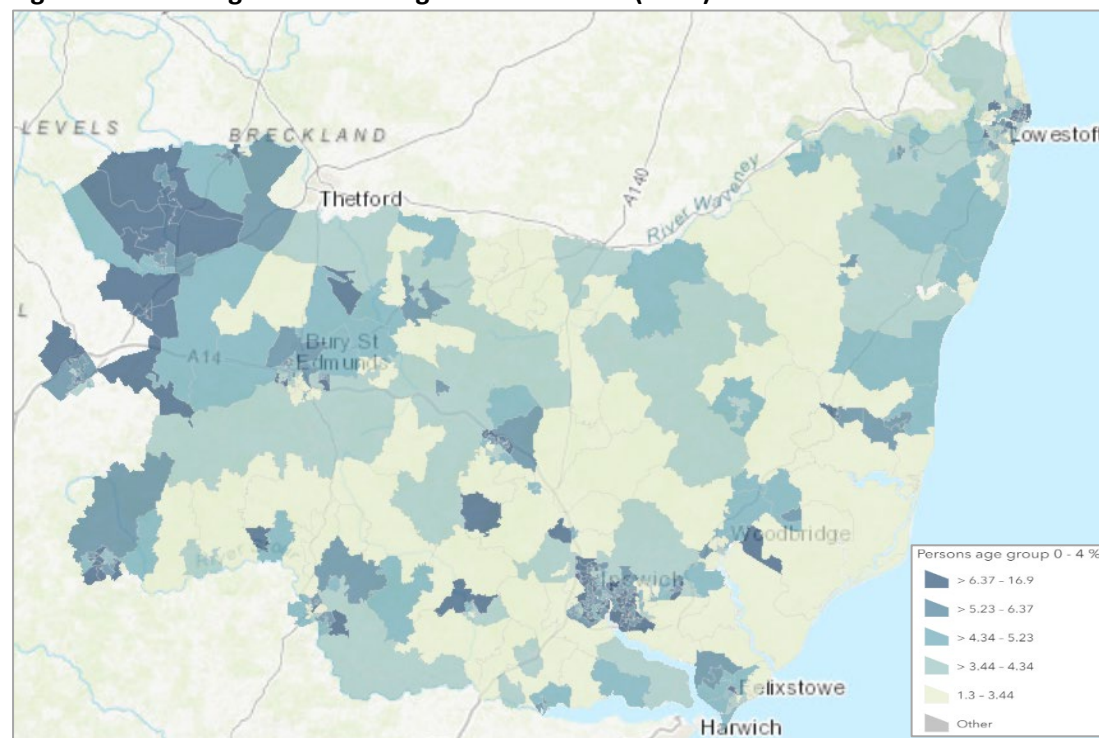 LEVELS
BRECKLAND
Thetford
A140
River Waveney
Lowestoft
L
A14
Bury St
Edmunds
Woodbridge
Ipswich
Felixstowe
Harwich
Persons age group 0 - 4 %
> 6.37 - 16.9
> 5.23 - 6.37
> 4.34 - 5.23
> 3.44 - 4.34
1.3 - 3.44
Other